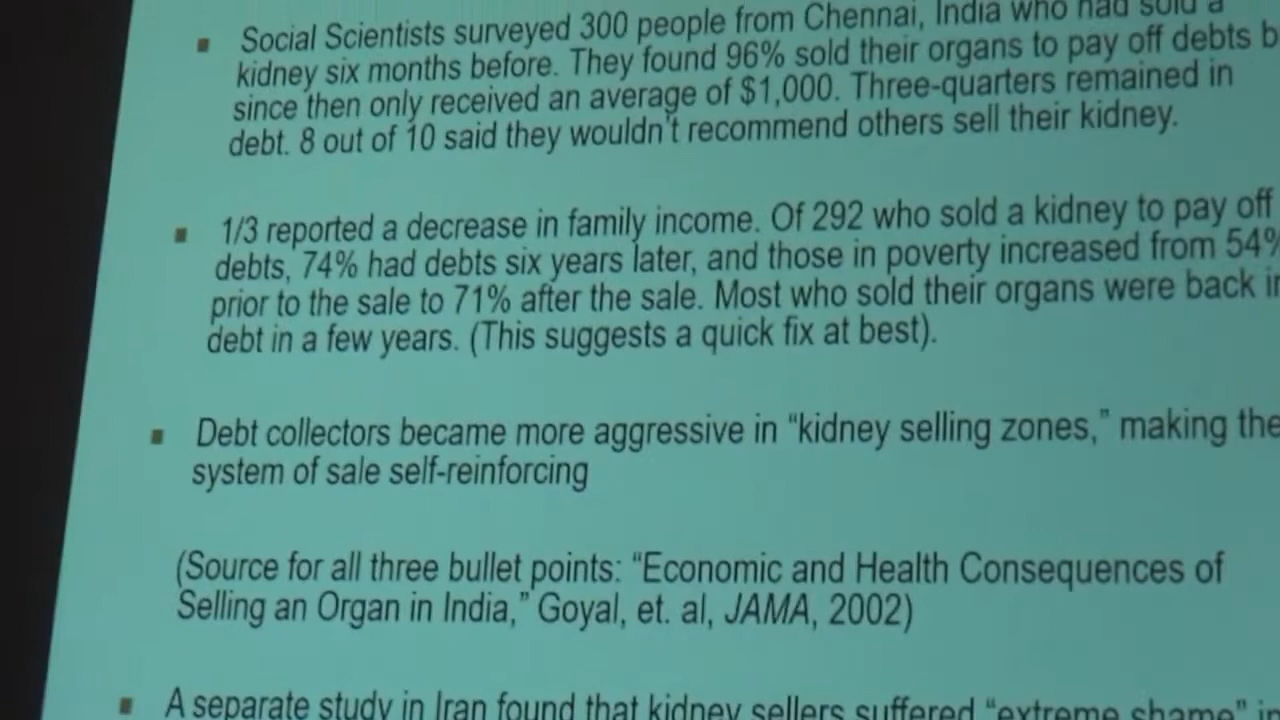 Social Scientists surveyed 300 people from Chennai, India who had sold a
kidney six months before. They found 96% sold their organs to pay off debts b
since then only received an average of $1,000. Three-quarters remained in
debt. 8 out of 10 said they wouldn't recommend others sell their kidney.
1/3 reported a decrease in family income. Of 292 who sold a kidney to pay off
debts, 74% had debts six years later, and those in poverty increased from 54%
prior to the sale to 71% after the sale. Most who sold their organs were back in
debt in a few years. (This suggests a quick fix at best).
Debt collectors became more aggressive in “kidney selling zones,” making the
system of sale self-reinforcing
(Source for all three bullet points: “Economic and Health Consequences of
Selling an Organ in India,” Goyal, et. al, JAMA, 2002)
A separate study in Iran found that kidney sellers suffered “extreme shame” in